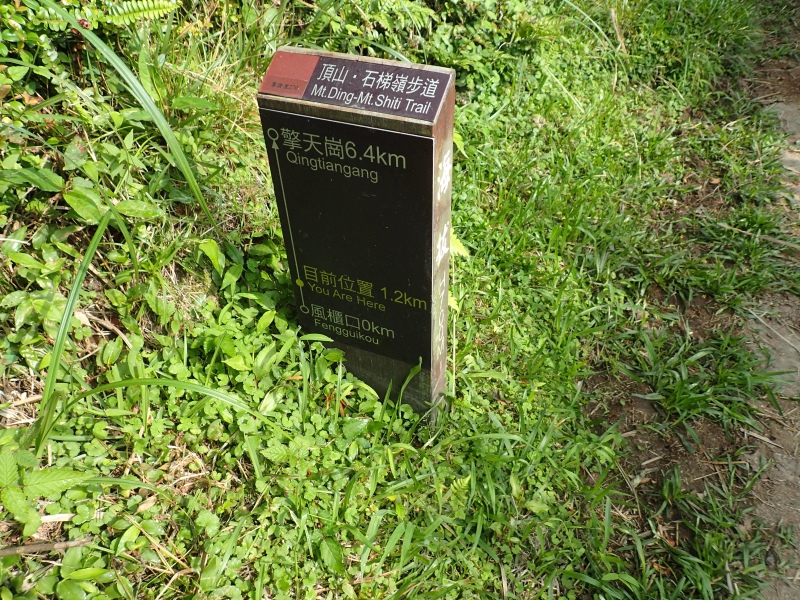 頂山・石梯嶺步道
Mt.Ding-Mt.Shiti Trail
擎天崗6.4km
Qingtiangang
目前位置 1.2km
You Are Here
風櫃口0km
Fengguikou